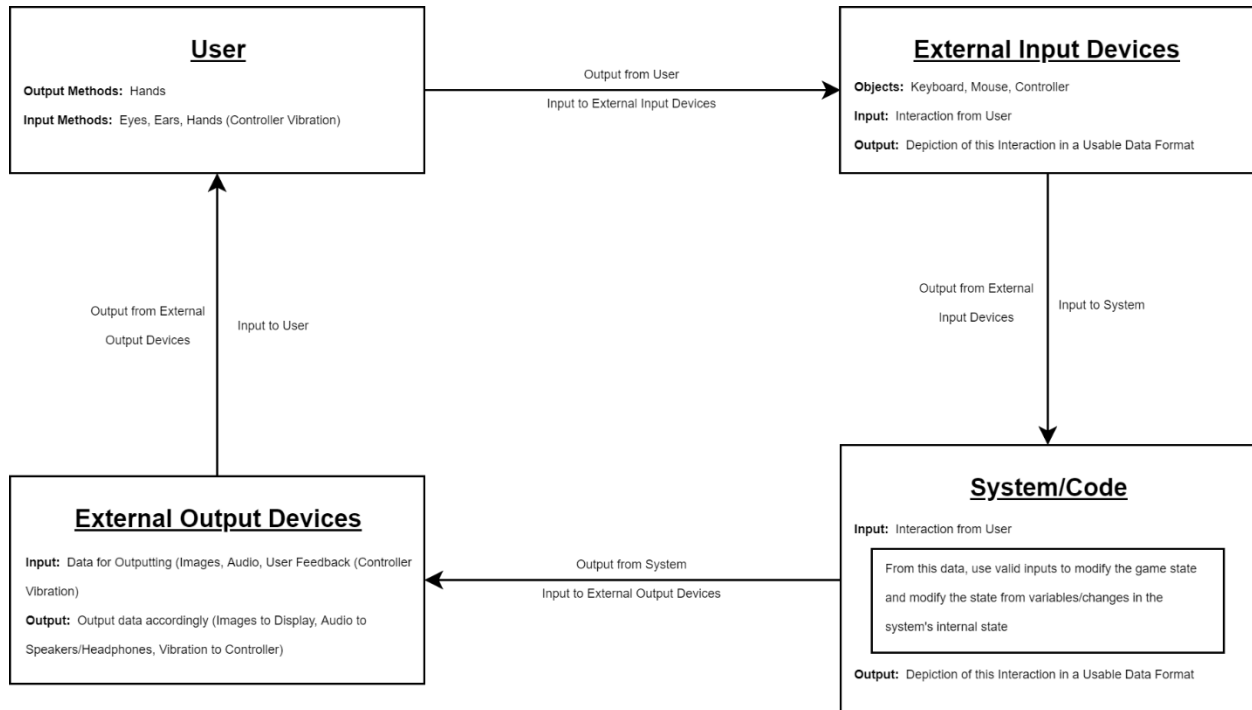 User
Output Methods: Hands
Input Methods: Eyes, Ears, Hands (Controller Vibration)
Output from User
Input to External Input Devices
External Input Devices
Objects: Keyboard, Mouse, Controller
Input: Interaction from User
Output: Depiction of this Interaction in a Usable Data Format
Output from External
Input Devices
Input to System
System/Code
Input: Interaction from User
From this data, use valid inputs to modify the game state
and modify the state from variables/changes in the
system's internal state
Output: Depiction of this Interaction in a Usable Data Format
Output from System
Input to External Output Devices
External Output Devices
Input: Data for Outputting (Images, Audio, User Feedback (Controller
Vibration)
Output: Output data accordingly (Images to Display, Audio to
Speakers/Headphones, Vibration to Controller)
Output from External
Output Devices
Input to User